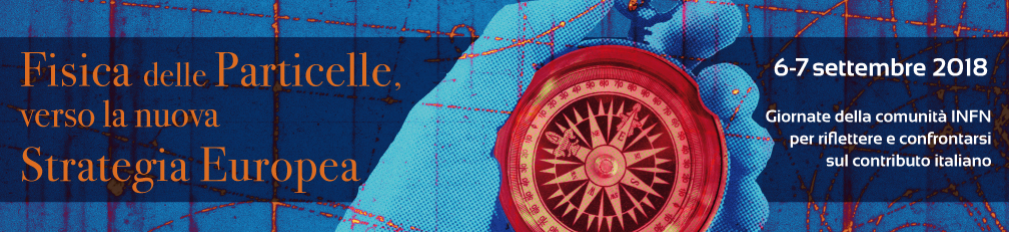 Fisica delle Particelle,
verso la nuova
Strategia Europea
6-7 settembre 2018
Giornate della comunità INFN
per riflettere e confrontarsi
sul contributo italiano